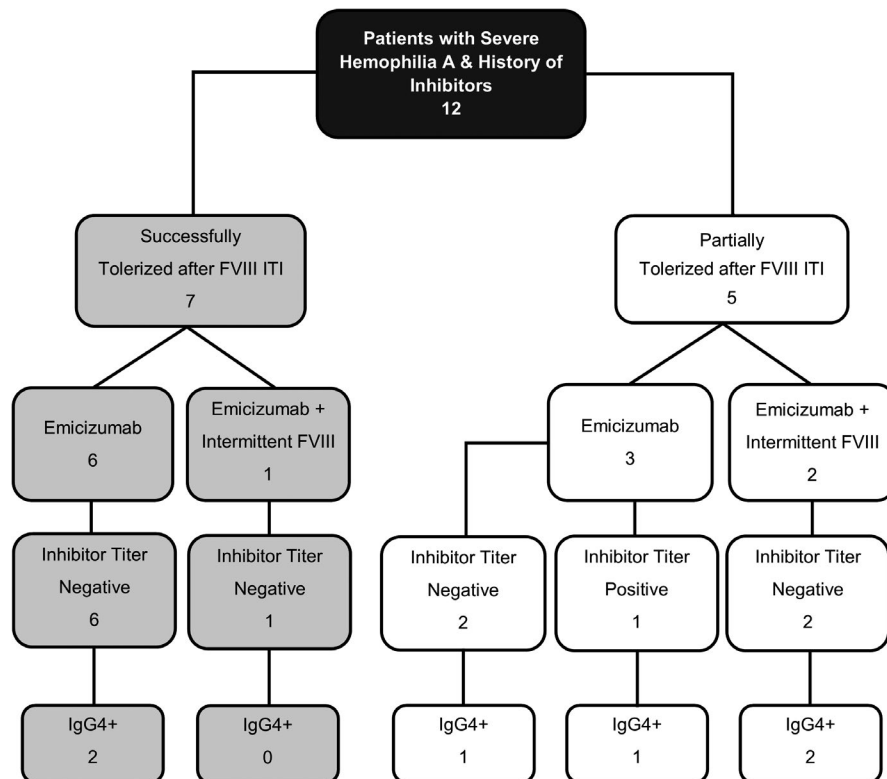 Patients with Severe
Hemophilia A & History of
Inhibitors
12
Successfully
Tolerized after FVIII ITI
7
Partially
Tolerized after FVIII ITI
5
Emicizumab
6
Emicizumab +
Intermittent FVIII
1
Emicizumab
3
Emicizumab +
Intermittent FVIII
2
Inhibitor Titer
Negative
6
Inhibitor Titer
Negative
1
Inhibitor Titer
Negative
2
Inhibitor Titer
Positive
1
Inhibitor Titer
Negative
2
IgG4+
2
IgG4+
0
IgG4+
1
IgG4+
1
IgG4+
2